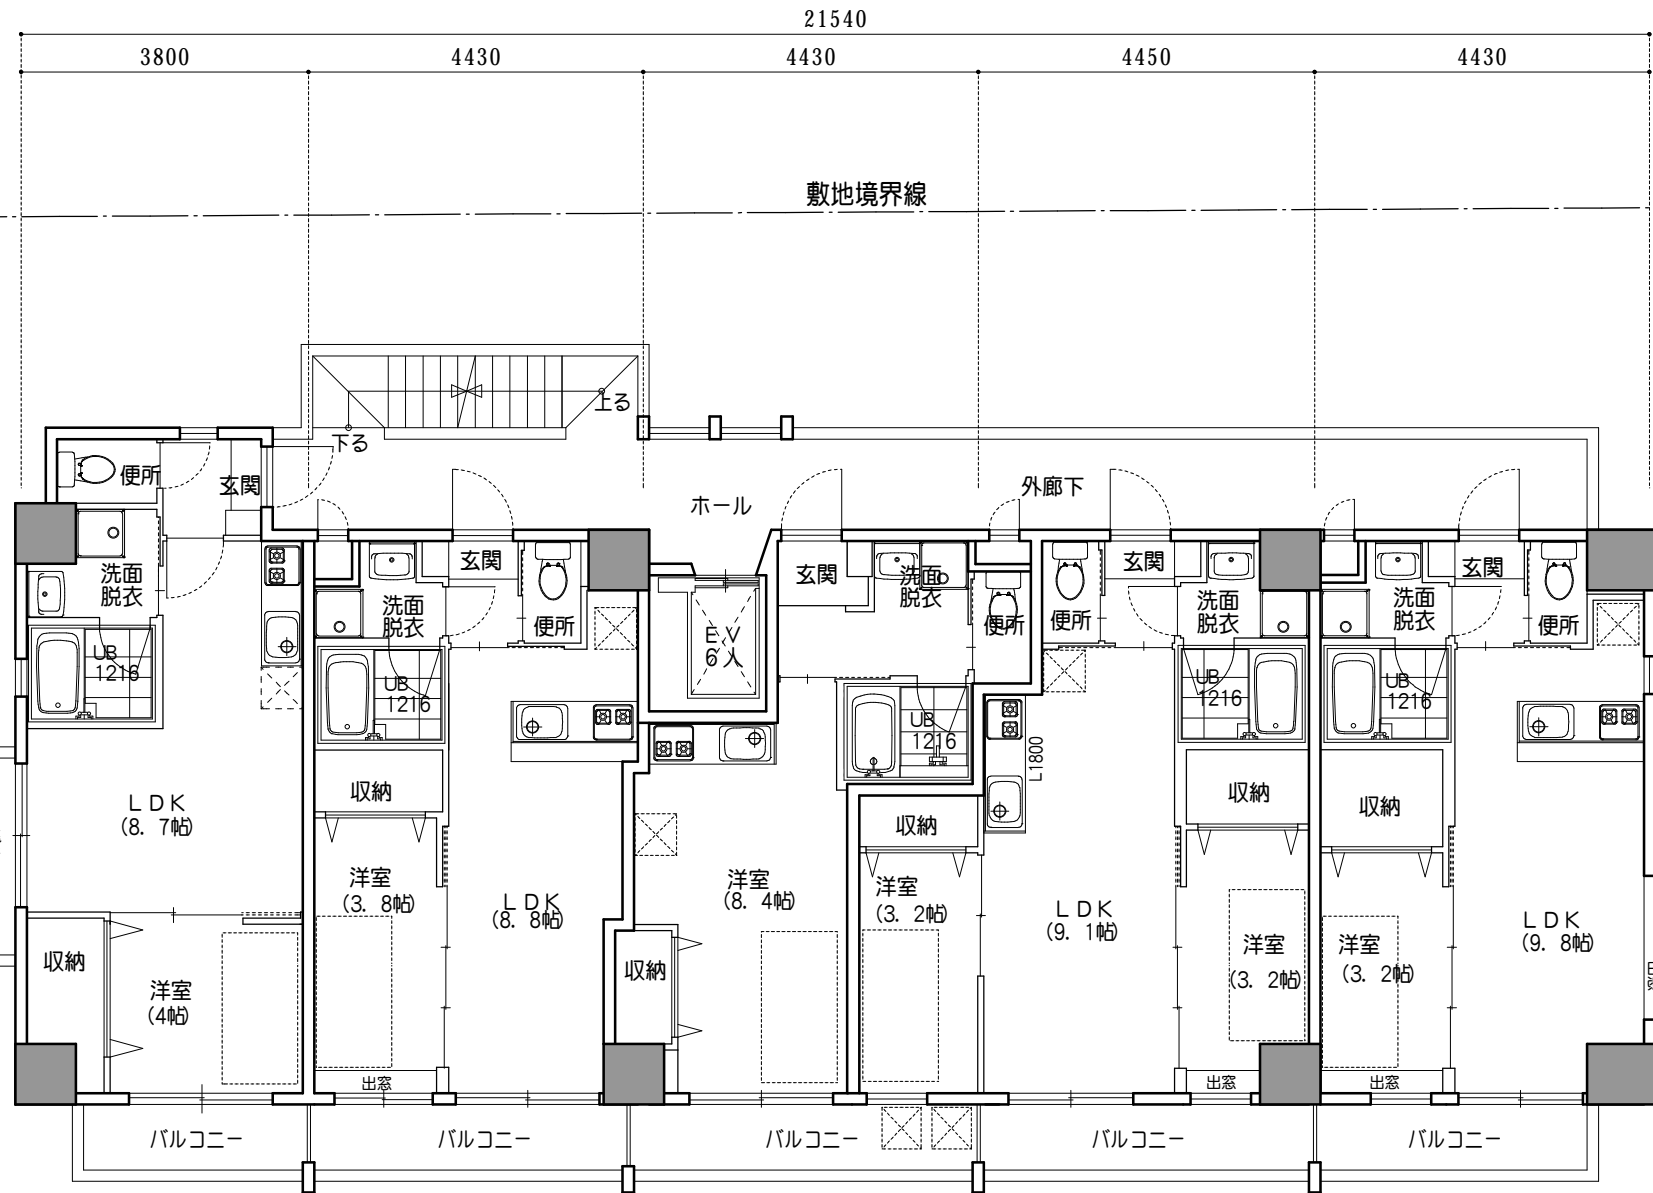 21540
3800
4430
4430
4450
4430
敷地境界線
上る
下る
便所
玄関
ホール
外廊下
洗面
脱衣
玄関
洗面
脱衣
便所
EV
6人
玄関
洗面
脱衣
便所
便所
玄関
洗面
脱衣
洗面
脱衣
玄関
便所
UB
1216
UB
1216
UB
1216
UB
1216
UB
1216
L1800
LDK
(8. 7帖)
収納
洋室
(4帖)
収納
洋室
(3. 8帖)
LDK
(8. 8帖)
洋室
(8. 4帖)
収納
収納
洋室
(3. 2帖)
LDK
(9. 1帖)
収納
洋室
(3. 2帖)
収納
洋室
(3. 2帖)
LDK
(9. 8帖)
出窓
出窓
出窓
バルコニー
バルコニー
バルコニー
バルコニー
バルコニー